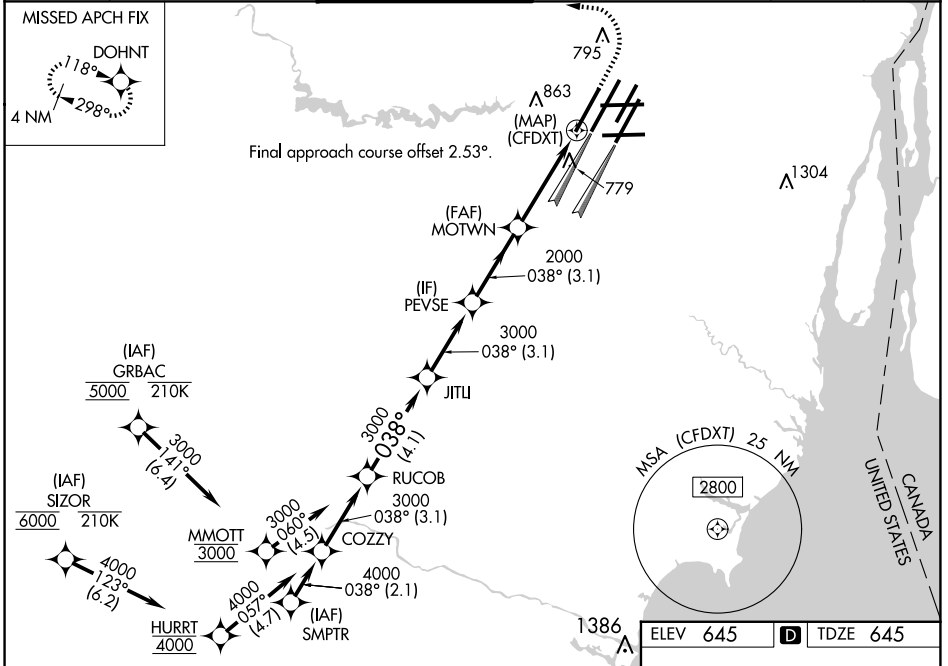 MISSED APCH FIX
DOHNT
118°
298°
4 NM
795
863
(MAP)
(CFDXT)
Final approach course offset 2.53°.
779
1304
(FAF)
MOTWN
2000
038° (3.1)
(IF)
PEVSE
3000
038° (3.1)
JITLI
(IAF)
GRBAC
5000 210K
3000
141°
(6.4)
3000
038°
(4.1)
RUCOB
3000
038° (3.1)
(IAF)
SIZOR
6000 210K
4000
123°
(6.2)
MMOTT
3000
3000
060°
(4.5)
COZZY
4000
038° (2.1)
HURRT
4000
4000
057°
(4.7)
(IAF)
SMPTR
MSA (CFDXT) 25 NM
2800
CANADA
UNITED STATES
1386
ELEV 645 D TDZE 645